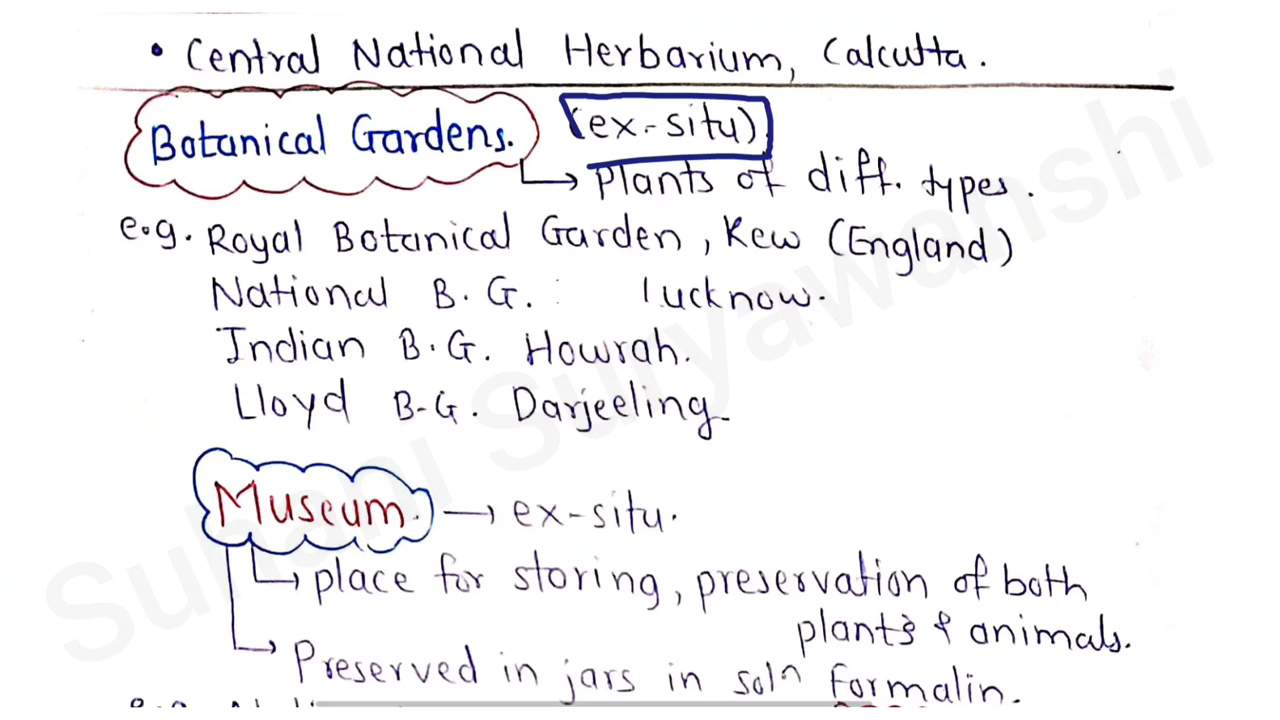 • Central National Herbarium, Calcutta.
Botanical Gardens. (ex-situ)
→ plants of diff. types.
e.g. Royal Botanical Garden, Kew (England)
National B. G. Lucknow.
Indian B. G. Howrah.
Lloyd B-G. Darjeeling.
Museum. → ex-situ.
→ place for storing, preservation of both
plants & animals.
→ Preserved in jars in solⁿ formalin.
Suhani Suryawanshi